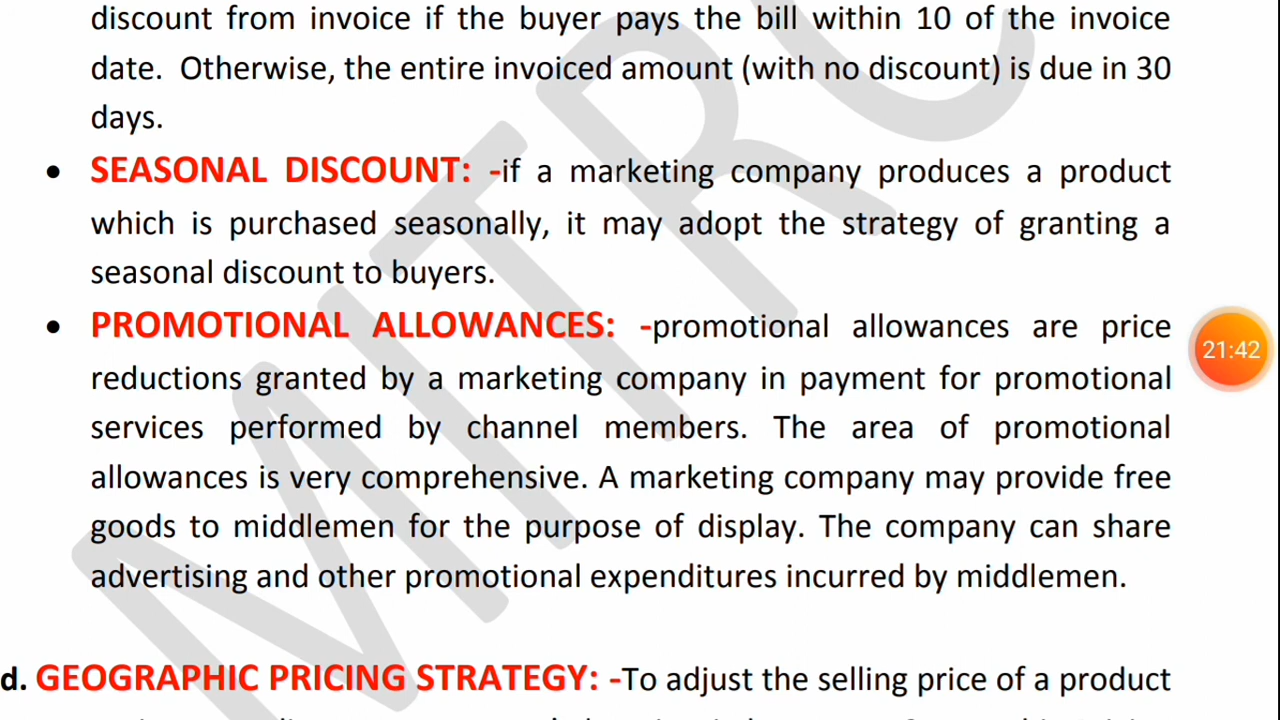 discount from invoice if the buyer pays the bill within 10 of the invoice
date. Otherwise, the entire invoiced amount (with no discount) is due in 30
days.
• SEASONAL DISCOUNT: -if a marketing company produces a product
which is purchased seasonally, it may adopt the strategy of granting a
seasonal discount to buyers.
• PROMOTIONAL ALLOWANCES: -promotional allowances are price
reductions granted by a marketing company in payment for promotional
services performed by channel members. The area of promotional
allowances is very comprehensive. A marketing company may provide free
goods to middlemen for the purpose of display. The company can share
advertising and other promotional expenditures incurred by middlemen.
21:42
d. GEOGRAPHIC PRICING STRATEGY: -To adjust the selling price of a product